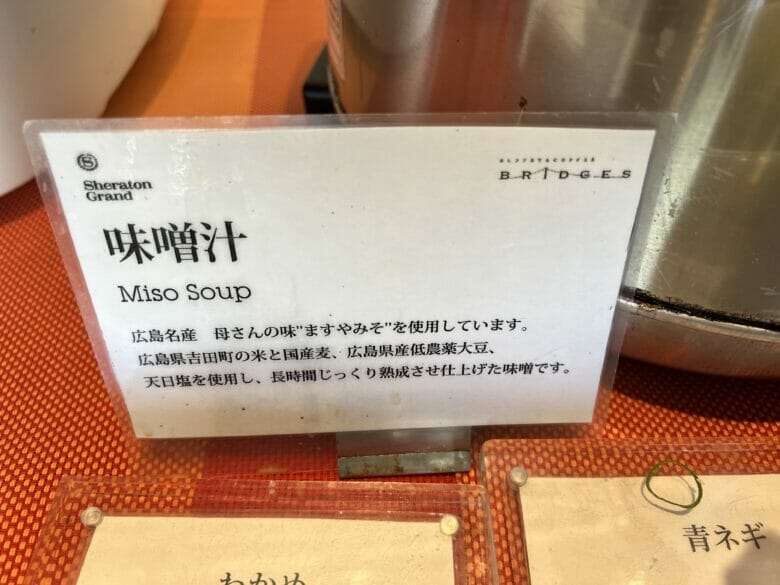 Sheraton
Grand
BUFFET & COFFEE
BRIDGES
味噌汁
Miso Soup
広島名産 母さんの味"ますやみそ"を使用しています。
広島県吉田町の米と国産麦、広島県産低農薬大豆、
天日塩を使用し、長時間じっくり熟成させ仕上げた味噌です。
わかめ
青ネギ